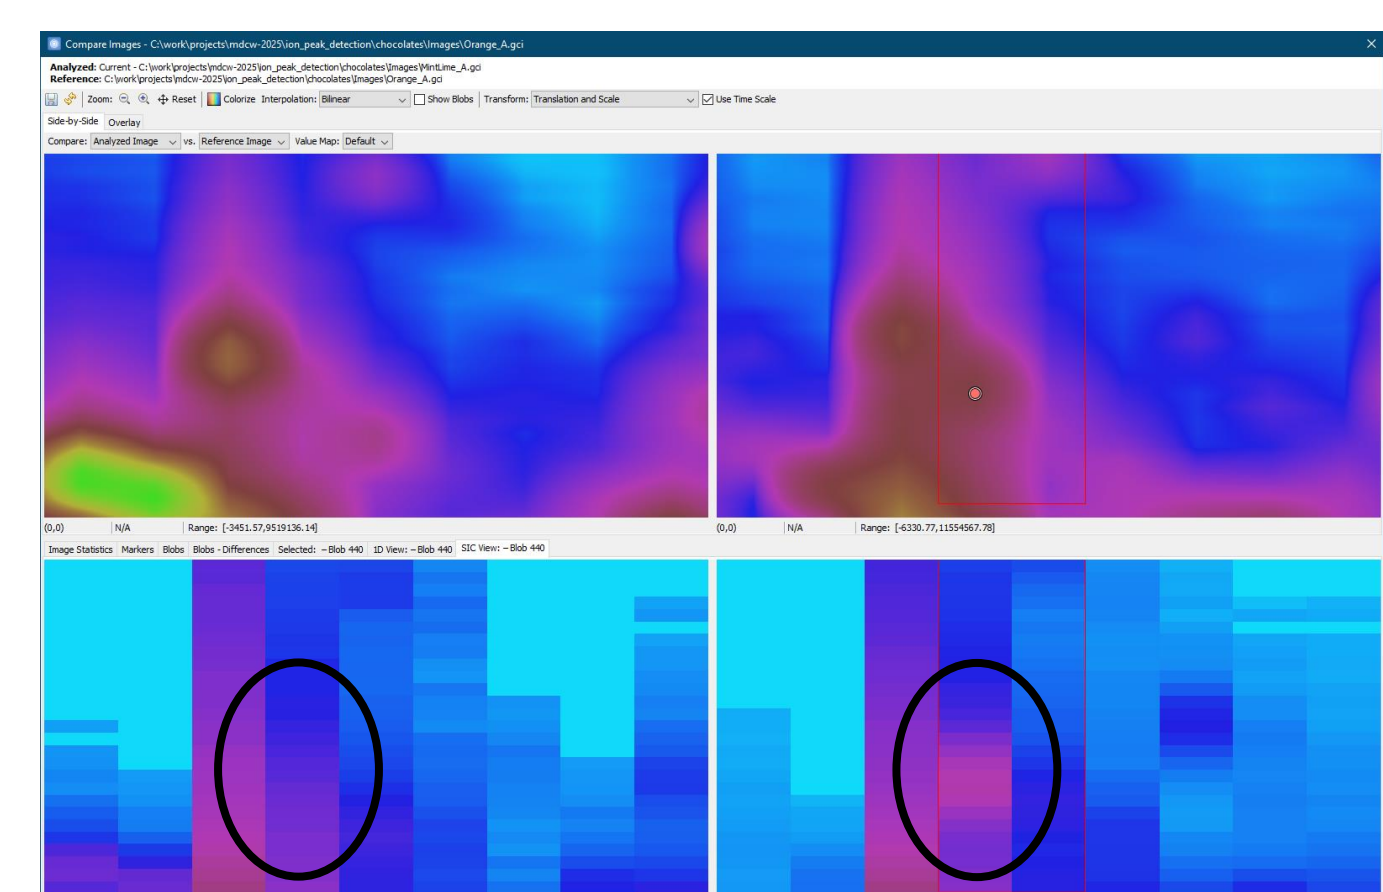 Compare Images - C:\work\projects\mdcw-2025\ion_peak_detection\chocolates\Images\Orange_A.gci
Analyzed: Current - C:\work\projects\mdcw-2025\ion_peak_detection\chocolates\Images\MintLime_A.gci
Reference: C:\work\projects\mdcw-2025\ion_peak_detection\chocolates\Images\Orange_A.gci
Zoom: Reset Colorize Interpolation: Bilinear Show Blobs Transform: Translation and Scale Use Time Scale
Side-by-Side Overlay
Compare: Analyzed Image vs. Reference Image Value Map: Default
(0,0) N/A Range: [-3451.57,9519136.14] (0,0) N/A Range: [-6330.77,11554567.78]
Image Statistics Markers Blobs Blobs - Differences Selected: ~ Blob 440 1D View: ~ Blob 440 SIC View: ~ Blob 440